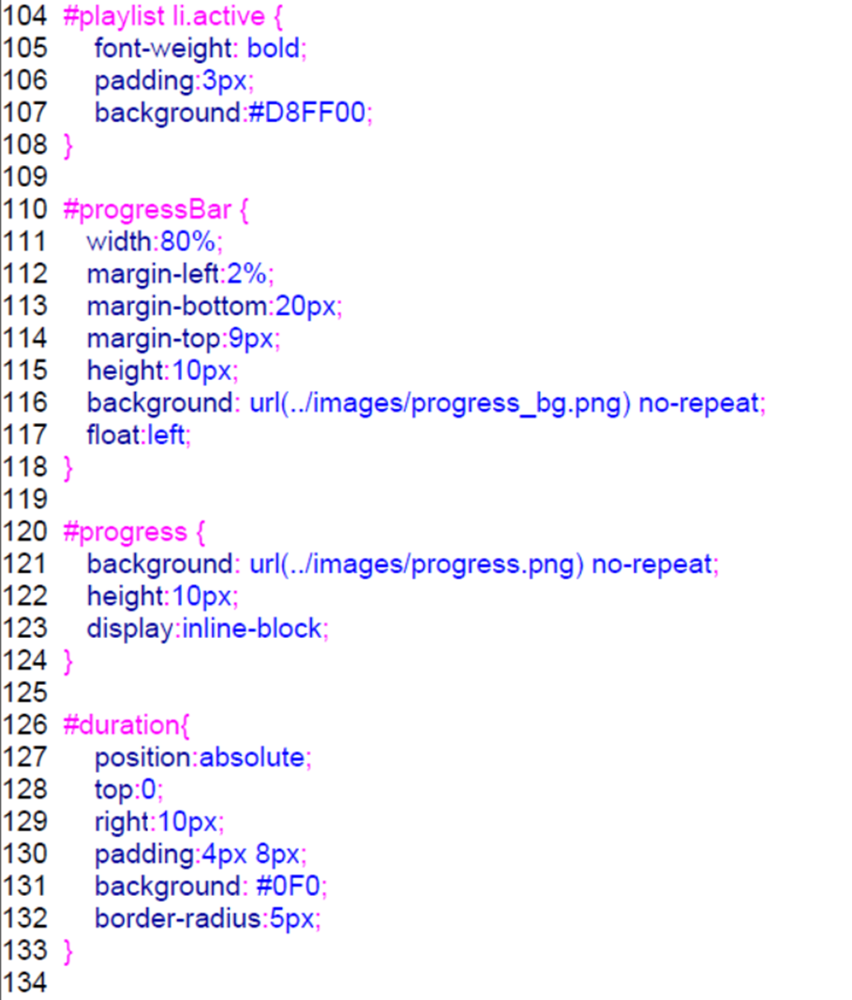 104 #playlist li.active {
105 font-weight: bold;
106 padding:3px;
107 background:#D8FF00;
108 }
109
110 #progressBar {
111 width:80%;
112 margin-left:2%;
113 margin-bottom:20px;
114 margin-top:9px;
115 height:10px;
116 background: url(../images/progress_bg.png) no-repeat;
117 float:left;
118 }
119
120 #progress {
121 background: url(../images/progress.png) no-repeat;
122 height:10px;
123 display:inline-block;
124 }
125
126 #duration{
127 position:absolute;
128 top:0;
129 right:10px;
130 padding:4px 8px;
131 background: #0F0;
132 border-radius:5px;
133 }
134